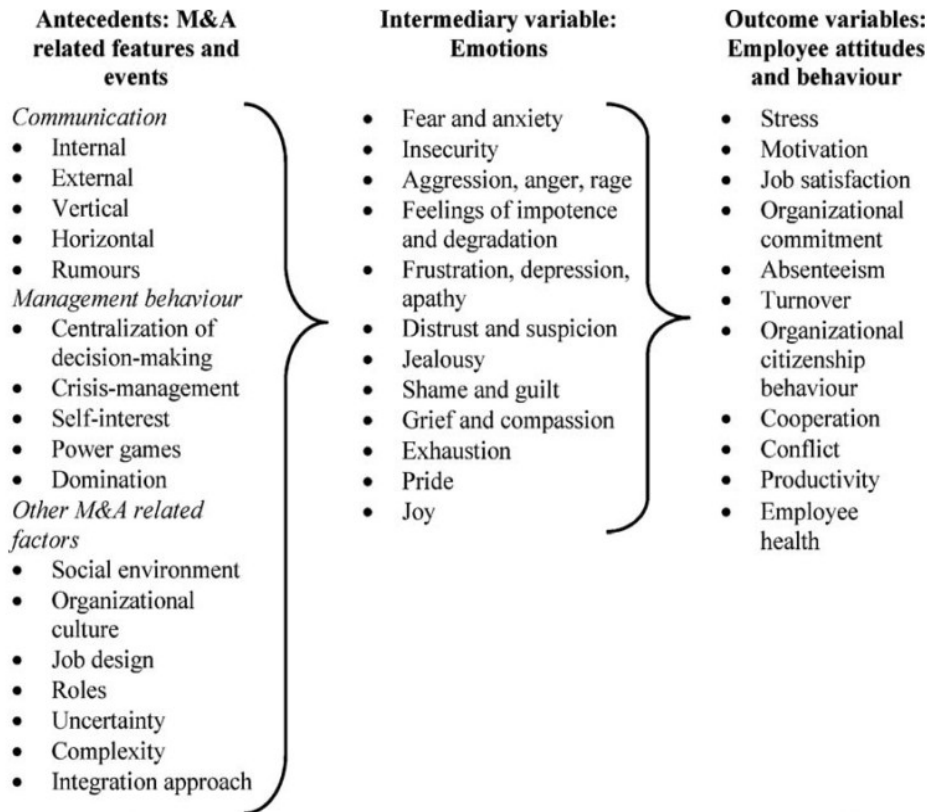 Antecedents: M&A
related features and
events
Communication
• Internal
• External
• Vertical
• Horizontal
• Rumours
Management behaviour
• Centralization of
decision-making
• Crisis-management
• Self-interest
• Power games
• Domination
Other M&A related
factors
• Social environment
• Organizational
culture
• Job design
• Roles
• Uncertainty
• Complexity
• Integration approach
Intermediary variable:
Emotions
• Fear and anxiety
• Insecurity
• Aggression, anger, rage
• Feelings of impotence
and degradation
• Frustration, depression,
apathy
• Distrust and suspicion
• Jealousy
• Shame and guilt
• Grief and compassion
• Exhaustion
• Pride
• Joy
Outcome variables:
Employee attitudes
and behaviour
• Stress
• Motivation
• Job satisfaction
• Organizational
commitment
• Absenteeism
• Turnover
• Organizational
citizenship
behaviour
• Cooperation
• Conflict
• Productivity
• Employee
health